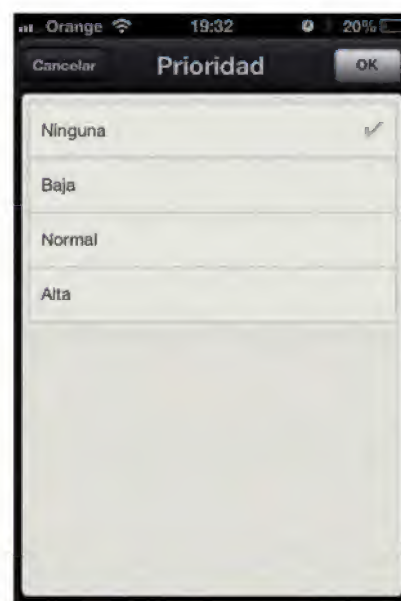 Orange 19:32 20%
Cancelar Prioridad OK
Ninguna
Baja
Normal
Alta